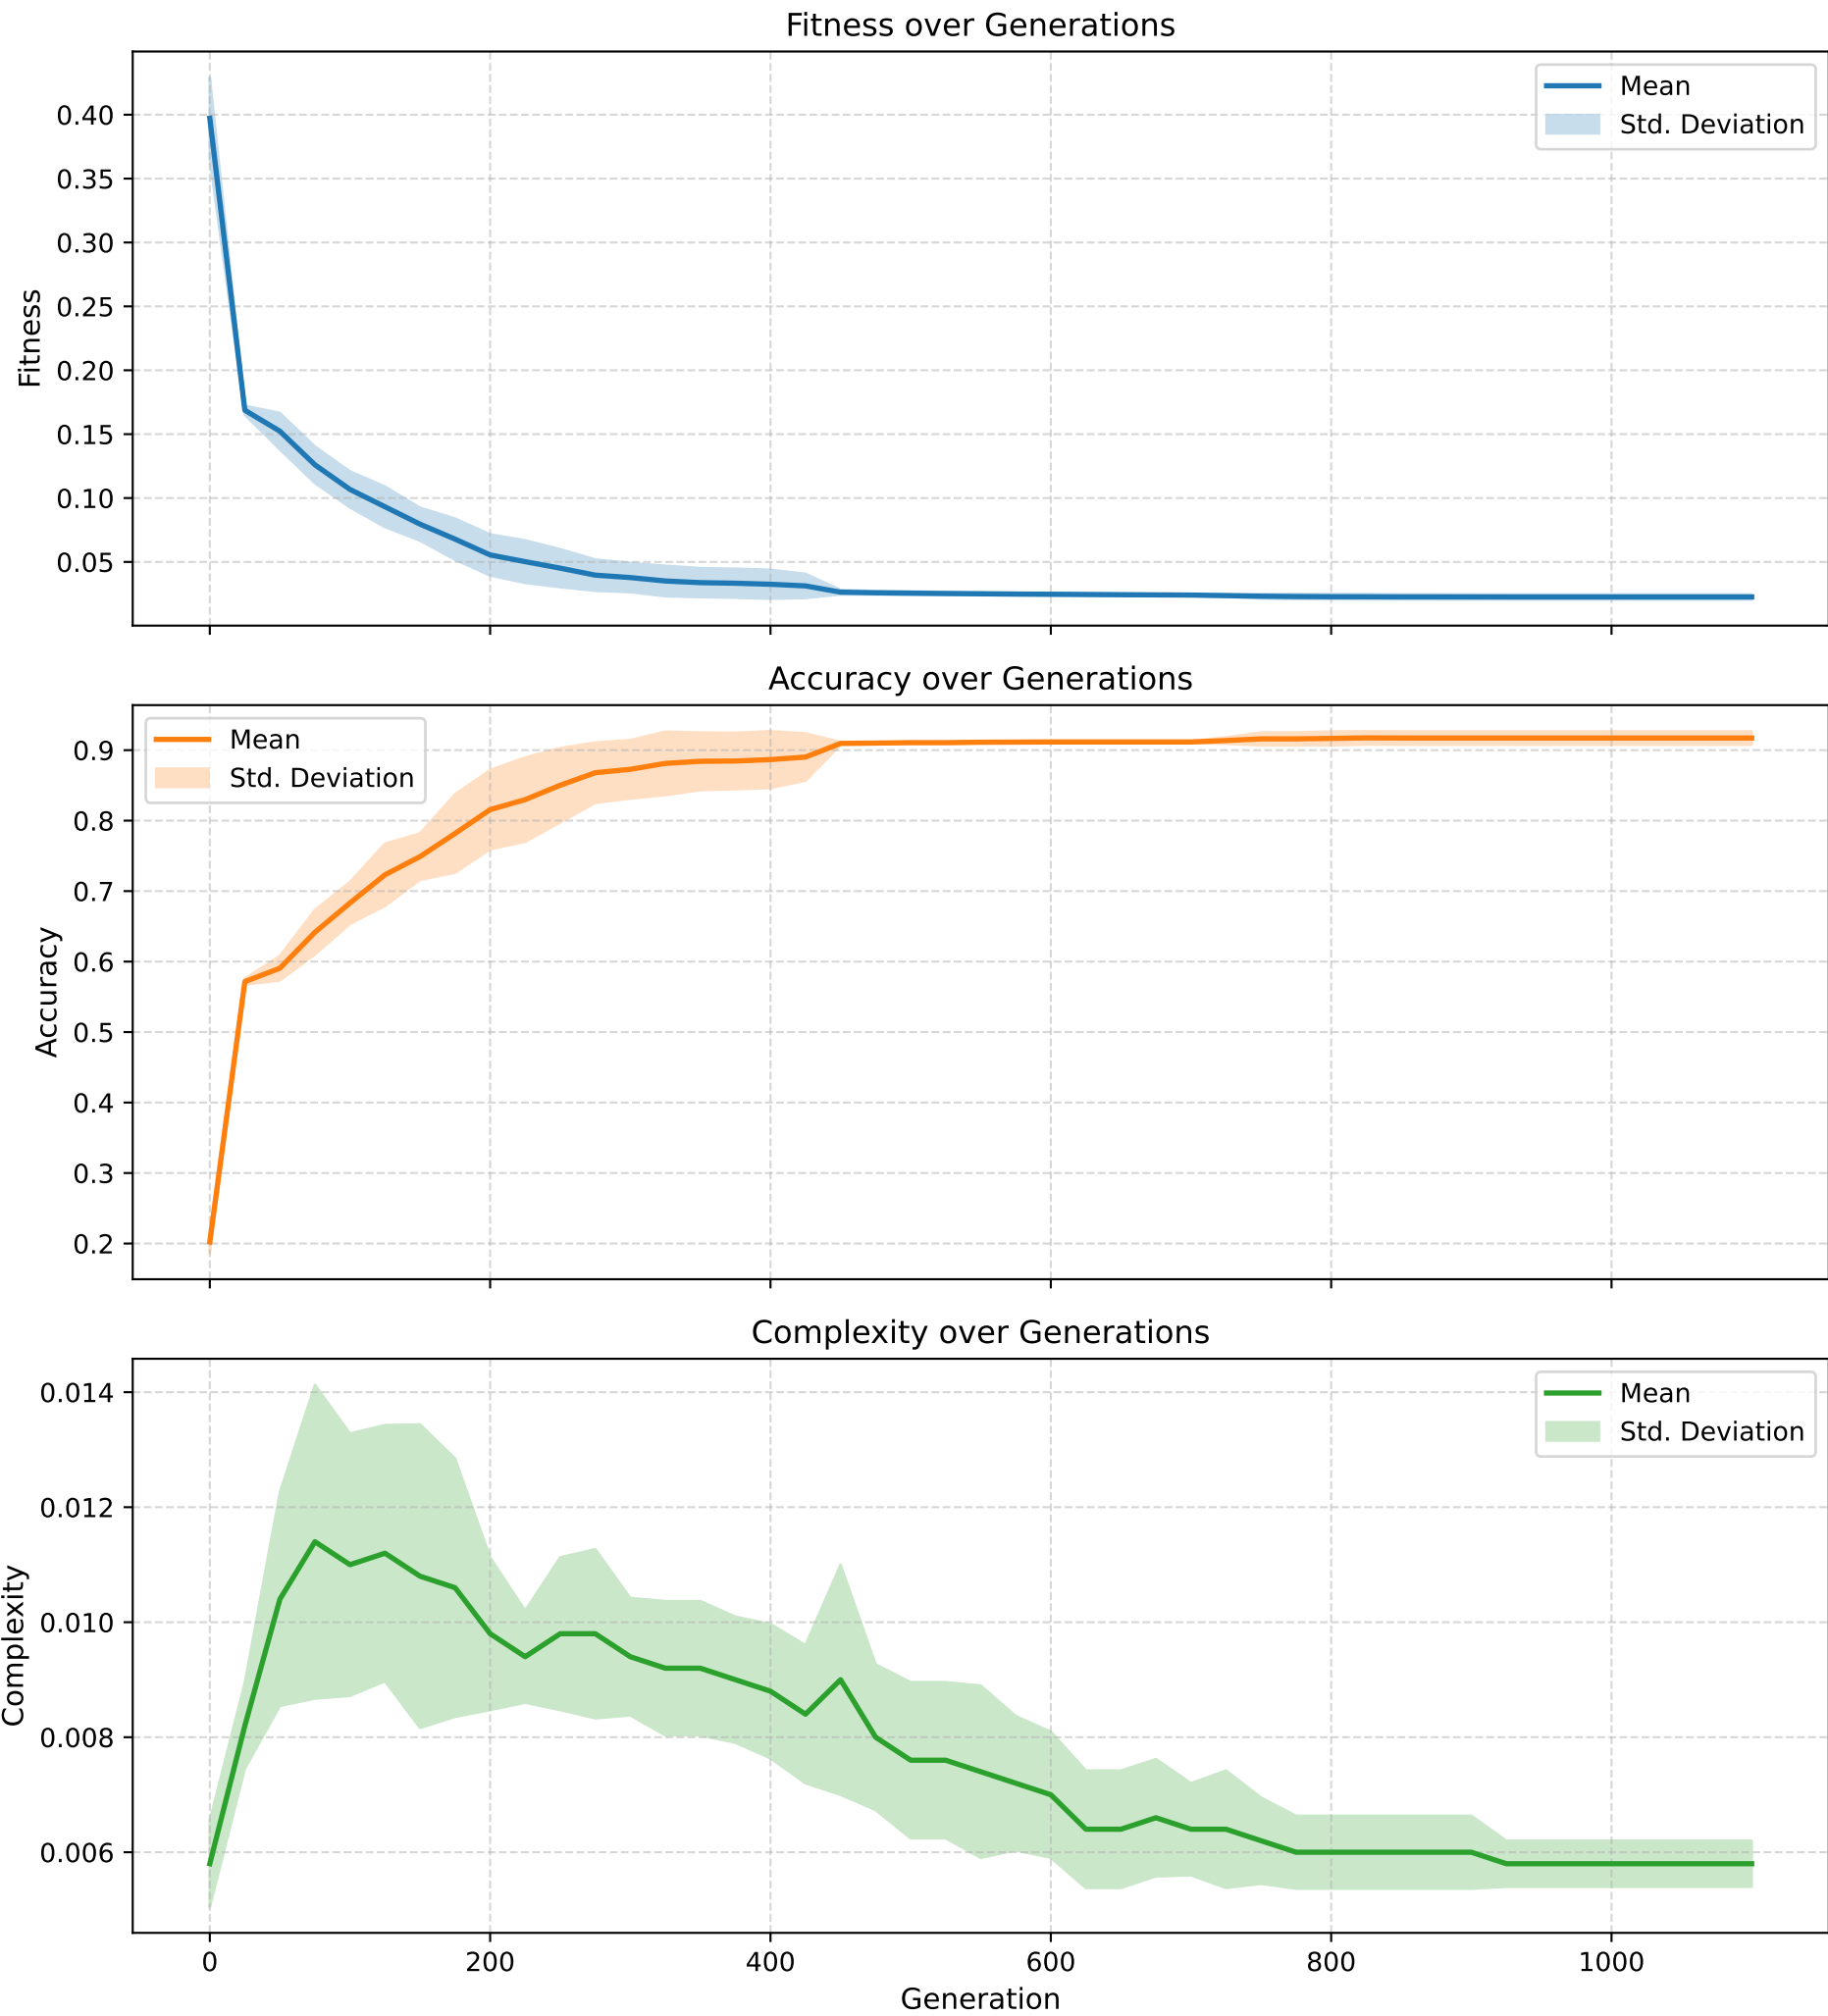 Fitness over Generations
Fitness
0.40
0.35
0.30
0.25
0.20
0.15
0.10
0.05
Mean
Std. Deviation
Accuracy over Generations
Accuracy
0.9
0.8
0.7
0.6
0.5
0.4
0.3
0.2
Mean
Std. Deviation
Complexity over Generations
Complexity
0.014
0.012
0.010
0.008
0.006
Mean
Std. Deviation
0 200 400 600 800 1000
Generation